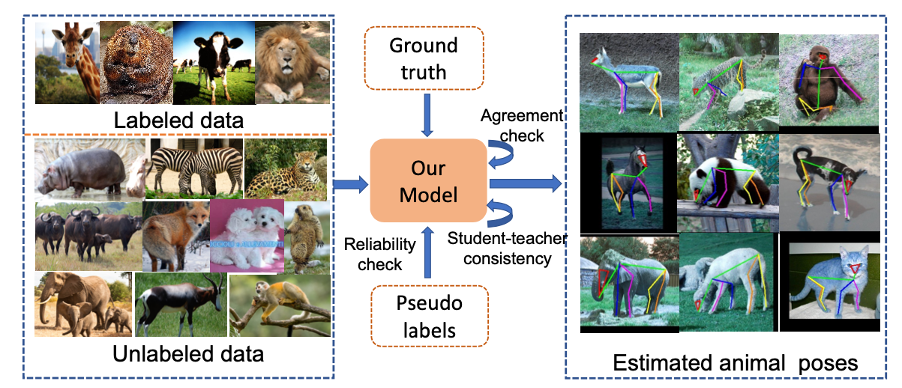 Labeled data
Unlabeled data
Ground
truth
Agreement
check
Our
Model
Reliability
check
Student-teacher
consistency
Pseudo
labels
Estimated animal poses